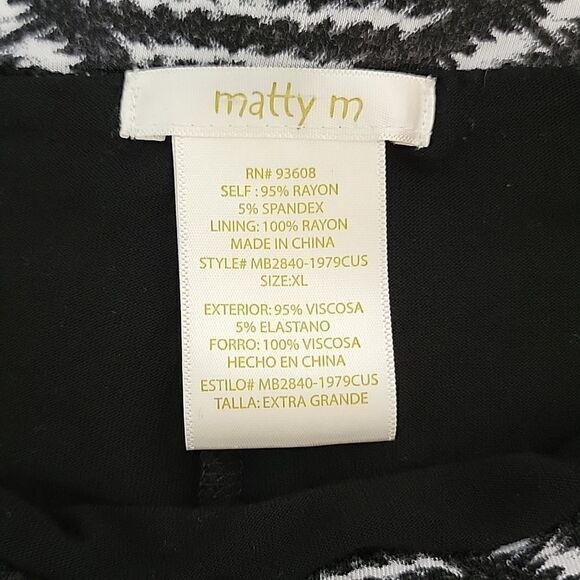 matty m
RN# 93608
SELF : 95% RAYON
5% SPANDEX
LINING: 100% RAYON
MADE IN CHINA
STYLE# MB2840-1979CUS
SIZE:XL
EXTERIOR: 95% VISCOSA
5% ELASTANO
FORRO: 100% VISCOSA
HECHO EN CHINA
ESTILO# MB2840-1979CUS
TALLA: EXTRA GRANDE